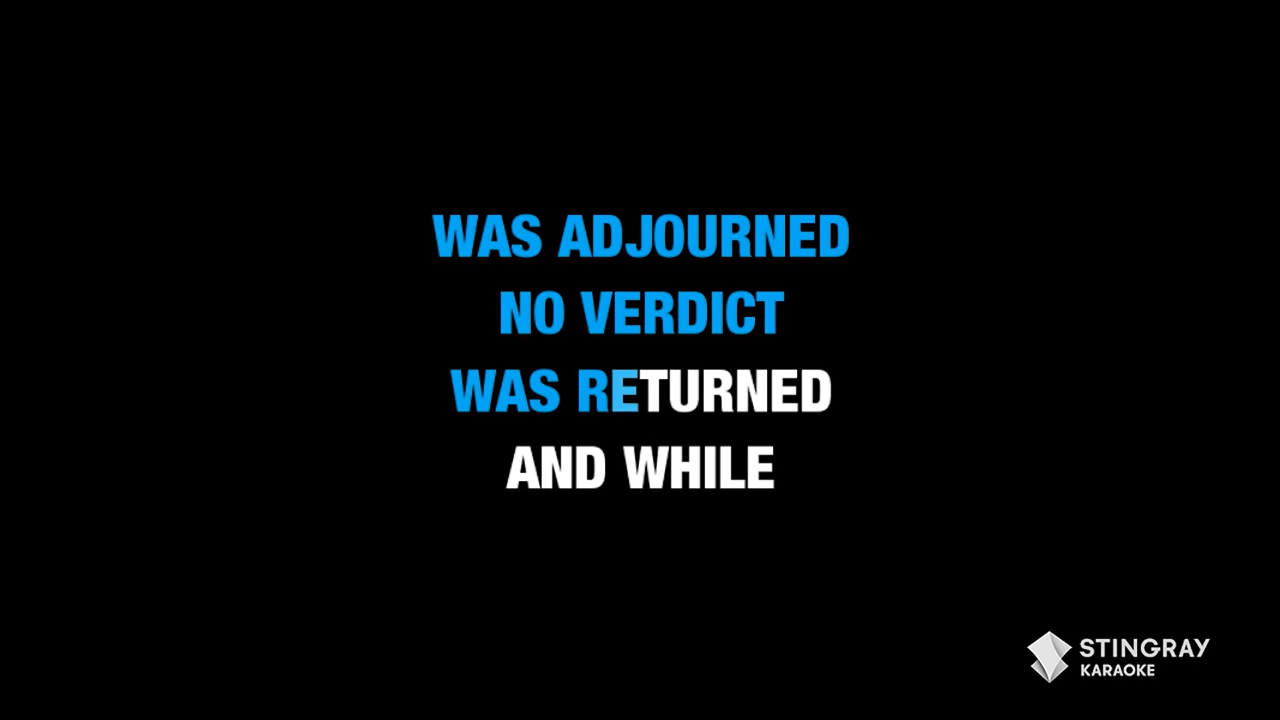 WAS ADJOURNED
NO VERDICT
WAS RETURNED
AND WHILE
STINGRAY
KARAOKE